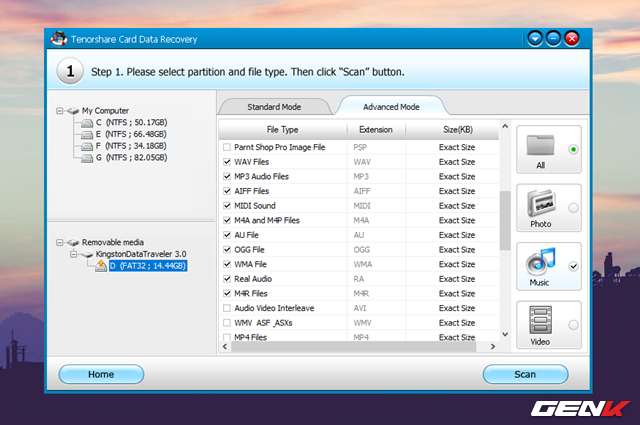 Tenorshare Card Data Recovery
1 Step 1. Please select partition and file type. Then click “Scan” button.
My Computer
C (NTFS ; 50.17GB)
E (NTFS ; 66.48GB)
F (NTFS ; 34.18GB)
G (NTFS ; 82.05GB)
Removable media
KingstonDataTraveler 3.0
D (FAT32 ; 14.44GB)
Standard Mode Advanced Mode
File Type Extension Size(KB)
Parnt Shop Pro Image File PSP Exact Size
WAV Files WAV Exact Size
MP3 Audio Files MP3 Exact Size
AIFF Files AIFF Exact Size
MIDI Sound MIDI Exact Size
M4A and M4P Files M4A Exact Size
AU File AU Exact Size
OGG File OGG Exact Size
WMA File WMA Exact Size
Real Audio RA Exact Size
M4R Files M4R Exact Size
Audio Video Interleave AVI Exact Size
WMV ASF ,ASXs WMV Exact Size
MP4 Files MP4 Exact Size
All
Photo
Music
Video
Home Scan
GENK